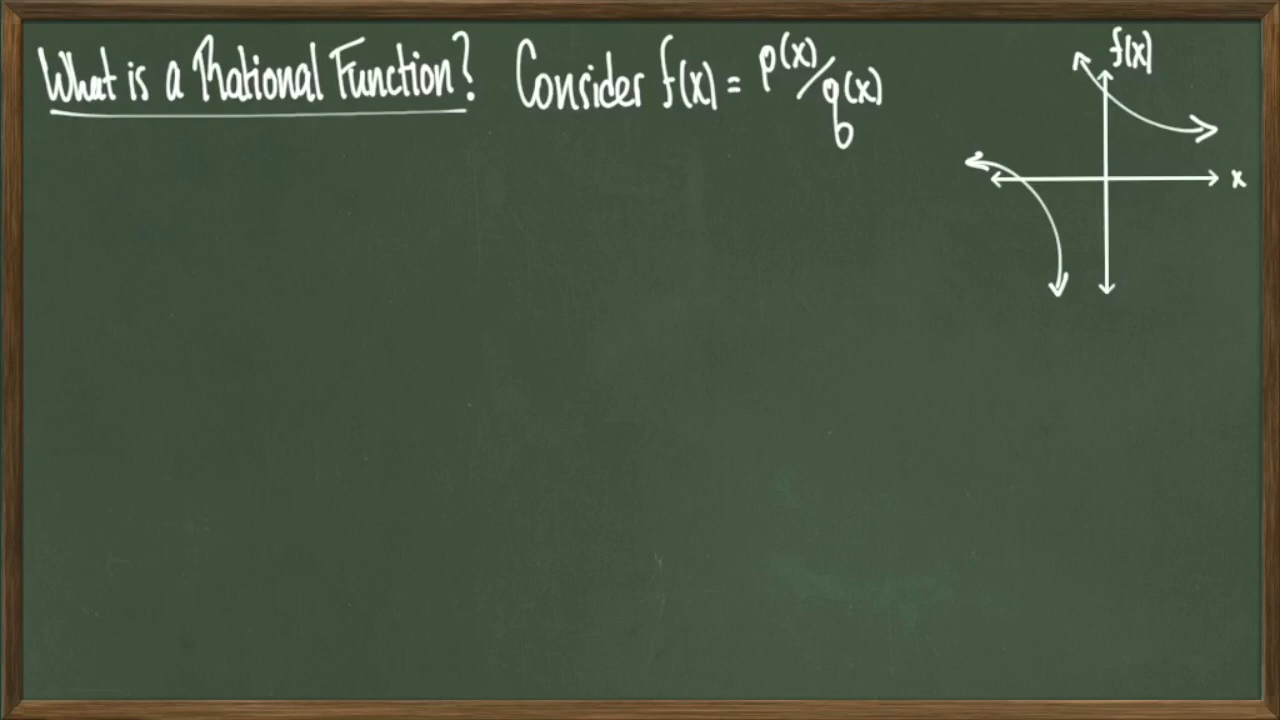 What is a Rational Function? Consider f(x) = p(x)/q(x)
f(x)
x